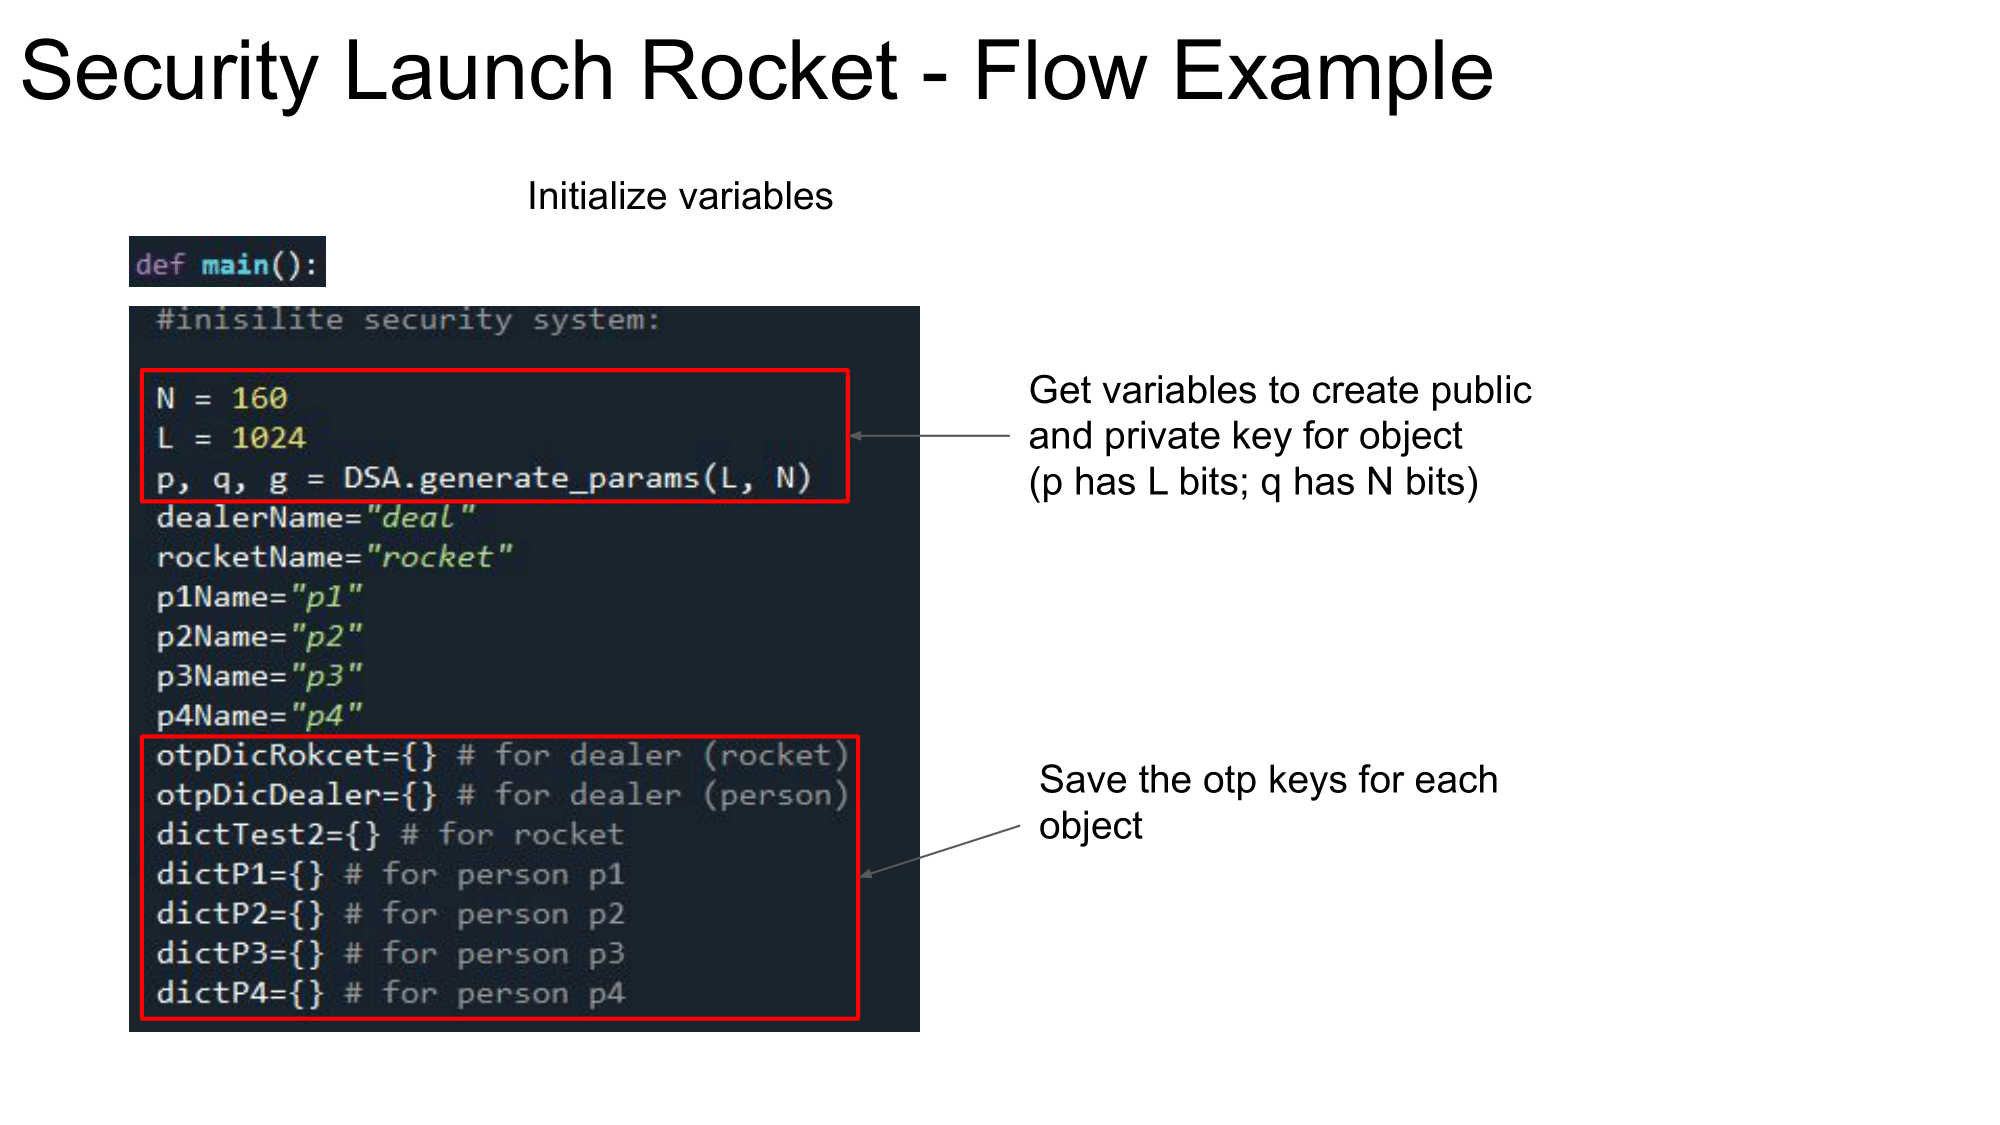 Security Launch Rocket - Flow Example
Initialize variables
def main():
#inisilite security system:
N = 160
L = 1024
p, q, g = DSA.generate_params(L, N)
dealerName="deal"
rocketName="rocket"
p1Name="p1"
p2Name="p2"
p3Name="p3"
p4Name="p4"
otpDicRokcet={} # for dealer (rocket)
otpDicDealer={} # for dealer (person)
dictTest2={} # for rocket
dictP1={} # for person p1
dictP2={} # for person p2
dictP3={} # for person p3
dictP4={} # for person p4
Get variables to create public
and private key for object
(p has L bits; q has N bits)
Save the otp keys for each
object